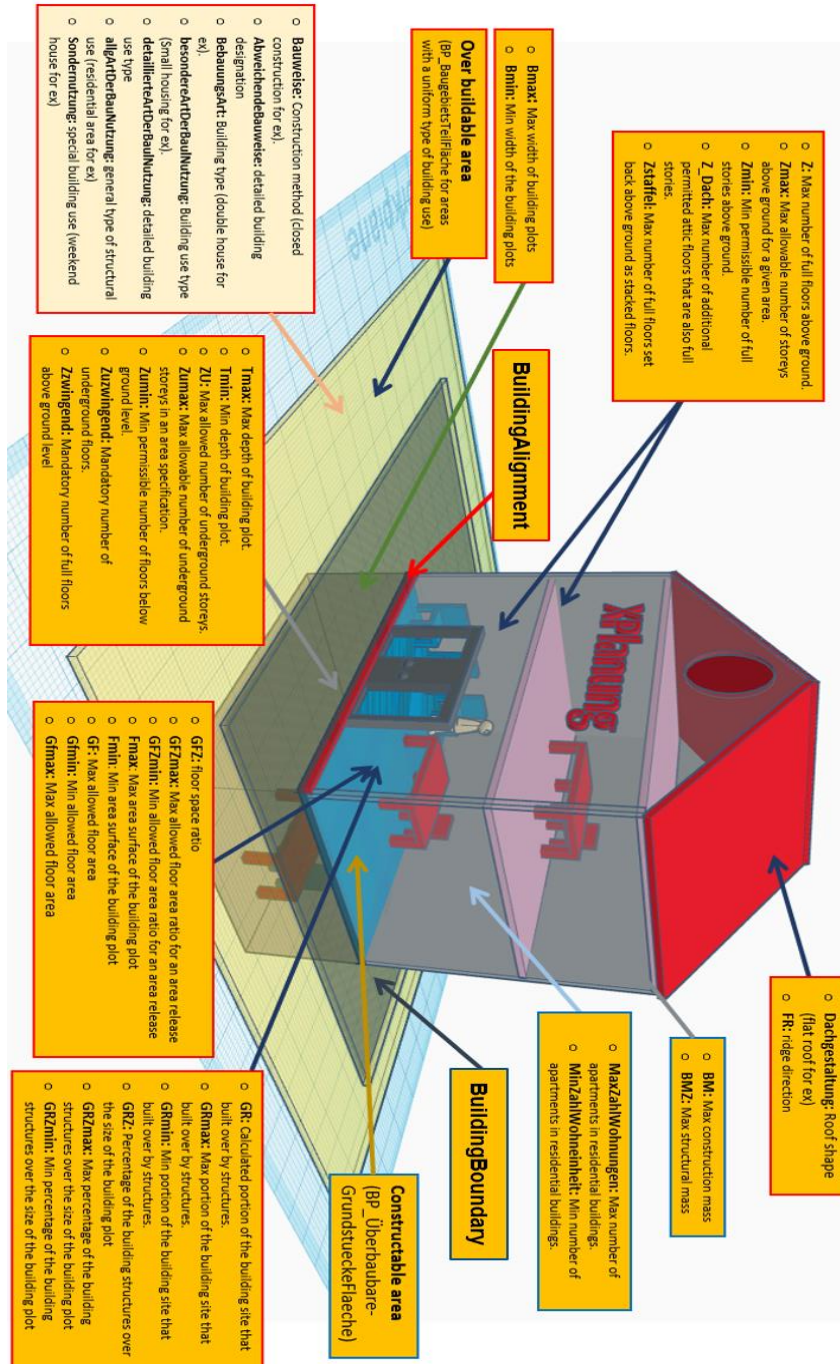 ○ Z: Max number of full floors above ground.
○ Zmax: Max allowable number of storeys
above ground for a given area.
○ Zmin: Min permissible number of full
stories above ground.
○ Z_Dach: Max number of additional
permitted attic floors that are also full
stories.
○ Zstaffel: Max number of full floors set
back above ground as stacked floors.
○ Bmax: Max width of building plots
○ Bmin: Min width of the building plots
Over buildable area
(BP_BaugebietsTeilFläche for areas
with a uniform type of building use)
○ Bauweise: Construction method (closed
construction for ex).
○ AbweichendeBauweise: detailed building
designation
○ BebauungsArt: Building type (double house for
ex).
○ besondereArtDerBaulNutzung: Building use type
(Small housing for ex).
○ detaillierteArtDerBaulNutzung: detailed building
use type
○ allgArtDerBauNutzung: general type of structural
use (residential area for ex)
○ Sondernutzung: special building use (weekend
house for ex)
BuildingAlignment
XPlanung
○ Tmax: Max depth of building plot.
○ Tmin: Min depth of building plot.
○ ZU: Max allowed number of underground storeys.
○ Zumax: Max allowable number of underground
storeys in an area specification.
○ Zumin: Min permissible number of floors below
ground level.
○ Zuzwingend: Mandatory number of
underground floors.
○ Zzwingend: Mandatory number of full floors
above ground level
○ Dachgestaltung: Roof shape
(flat roof for ex)
○ FR: ridge direction
○ BM: Max construction mass
○ BMZ: Max structural mass
○ MaxZahlWohnungen: Max number of
apartments in residential buildings.
○ MinZahlWohneinheit: Min number of
apartments in residential buildings.
BuildingBoundary
Constructable area
(BP_Überbaubare-
GrundstueckeFlaeche)
○ GFZ: floor space ratio
○ GFZmax: Max allowed floor area ratio for an area release
○ GFZmin: Min allowed floor area ratio for an area release
○ Fmax: Max area surface of the building plot
○ Fmin: Min area surface of the building plot
○ GF: Max allowed floor area
○ Gfmin: Min allowed floor area
○ Gfmax: Max allowed floor area
○ GR: Calculated portion of the building site that
built over by structures.
○ GRmax: Max portion of the building site that
built over by structures.
○ GRmin: Min portion of the building site that
built over by structures.
○ GRZ: Percentage of the building structures over
the size of the building plot
○ GRZmax: Max percentage of the building
structures over the size of the building plot
○ GRZmin: Min percentage of the building
structures over the size of the building plot